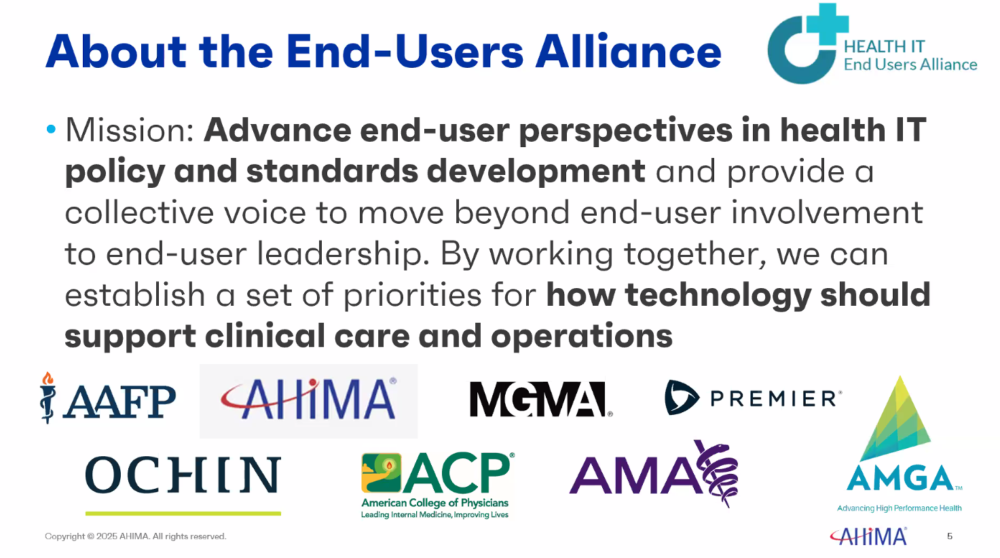 About the End-Users Alliance
HEALTH IT
End Users Alliance
• Mission: Advance end-user perspectives in health IT
policy and standards development and provide a
collective voice to move beyond end-user involvement
to end-user leadership. By working together, we can
establish a set of priorities for how technology should
support clinical care and operations
AAFP
AHiMA®
MGMA®
PREMIER®
OCHIN
ACP®
American College of Physicians
Leading Internal Medicine, Improving Lives
AMA
AMGA™
Advancing High Performance Health
Copyright © 2025 AHIMA. All rights reserved.
AHiMA®
5